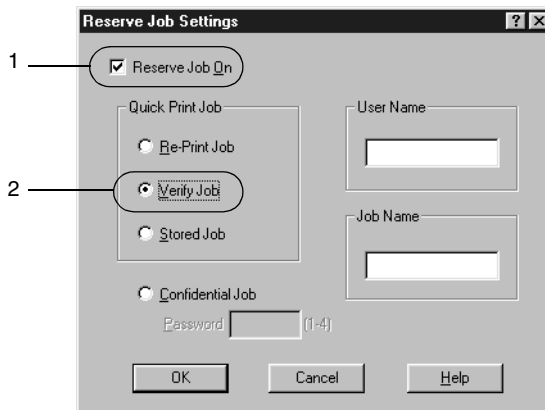 Reserve Job Settings
1
Reserve Job On
Quick Print Job
Re-Print Job
2
Verify Job
Stored Job
Confidential Job
Password (1-4)
User Name
Job Name
OK Cancel Help